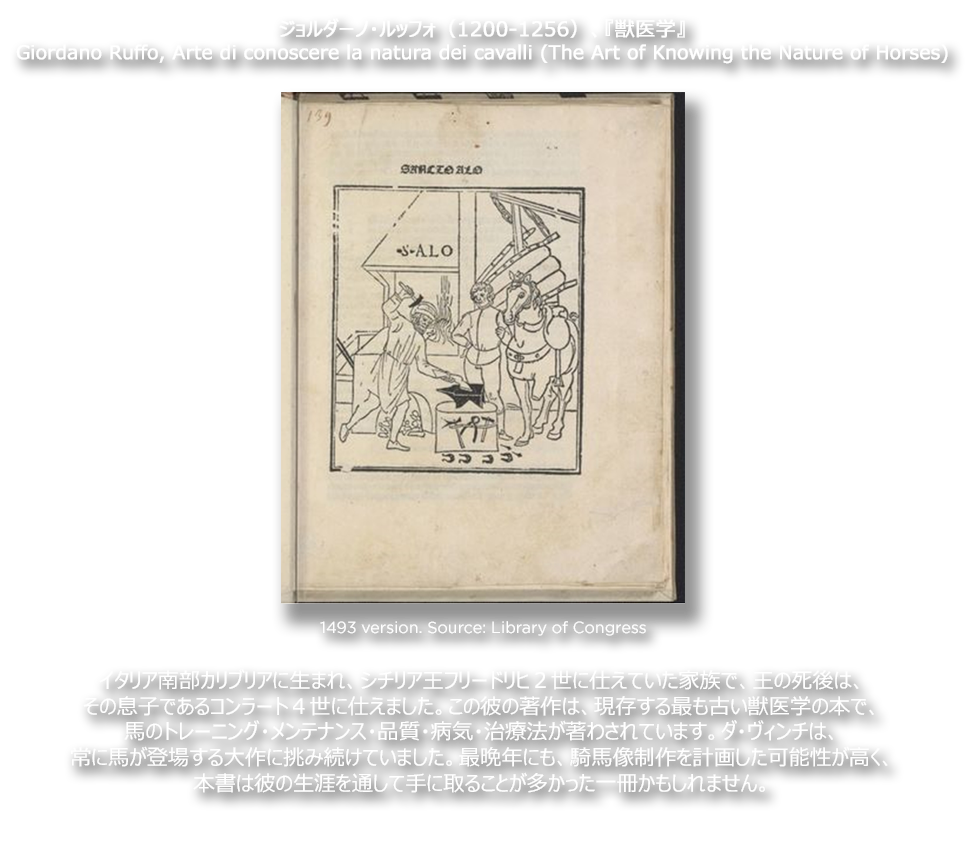 ジョルダーノ・ルッフォ（1200-1256）、『獣医学』
Giordano Ruffo, Arte di conoscere la natura dei cavalli (The Art of Knowing the Nature of Horses)
139
SANCTO ALO
•S•ALO
1493 version. Source: Library of Congress
イタリア南部カリブリアに生まれ、シチリア王フリードリヒ２世に仕えていた家族で、王の死後は、
その息子であるコンラート４世に仕えました。この彼の著作は、現存する最も古い獣医学の本で、
馬のトレーニング・メンテナンス・品質・病気・治療法が著わされています。ダ・ヴィンチは、
常に馬が登場する大作に挑み続けていました。最晩年にも、騎馬像制作を計画した可能性が高く、
本書は彼の生涯を通して手に取ることが多かった一冊かもしれません。